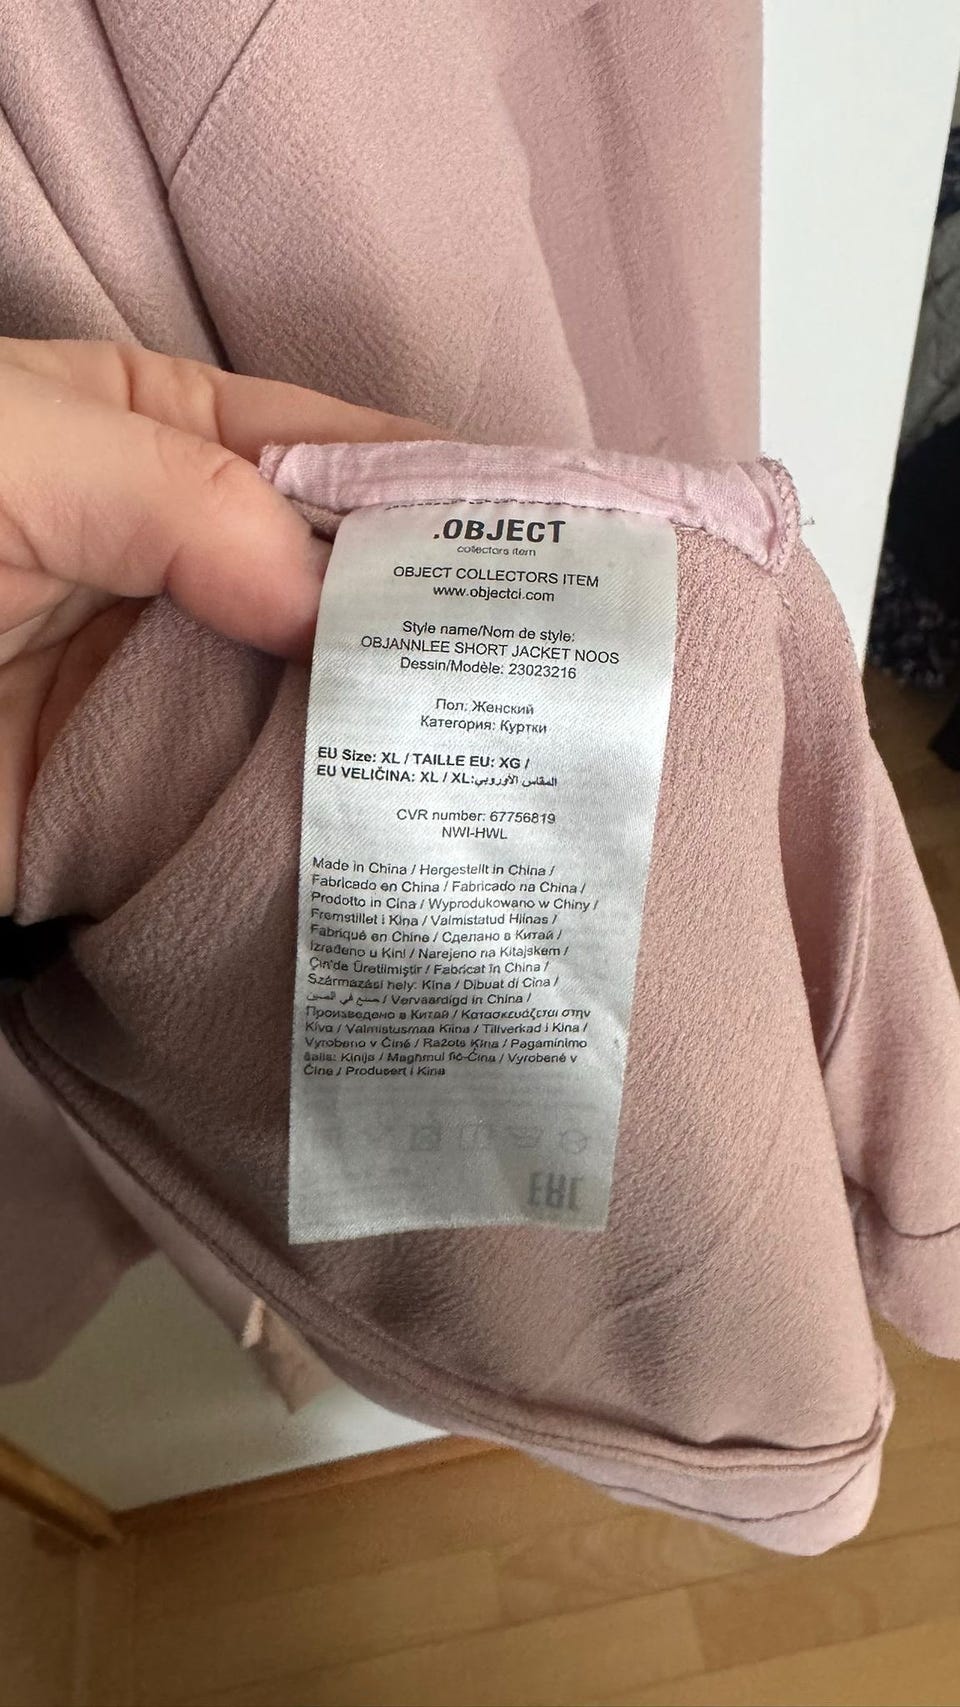 .OBJECT
collectors item
OBJECT COLLECTORS ITEM
www.objectci.com
Style name/Nom de style:
OBJANNLEE SHORT JACKET NOOS
Dessin/Modèle: 23023216
Пол: Женский
Категория: Куртки
EU Size: XL / TAILLE EU: XG /
EU VELIČINA: XL / XL:المقاس الأوروبي
CVR number: 67756819
NWI-HWL
Made in China / Hergestellt in China /
Fabricado en China / Fabricado na China /
Prodotto in Cina / Wyprodukowano w Chiny /
Fremstillet i Kina / Valmistatud Hiinas /
Fabriqué en Chine / Сделано в Китай /
Izrađeno u Kini / Narejeno na Kitajskem /
Çin'de Üretilmiştir / Fabricat în China /
Származási hely: Kína / Dibuat di Cina /
صنع في الصين / Vervaardigd in China /
Произведено в Китай / Κατασκευάζεται στην
Κίνα / Valmistusmaa Kiina / Tillverkad i Kina /
Vyrobeno v Číně / Ražots Ķīna / Pagaminimo
šalis: Kinija / Magħmul fiċ-Ċina / Vyrobené v
Číne / Produsert i Kina